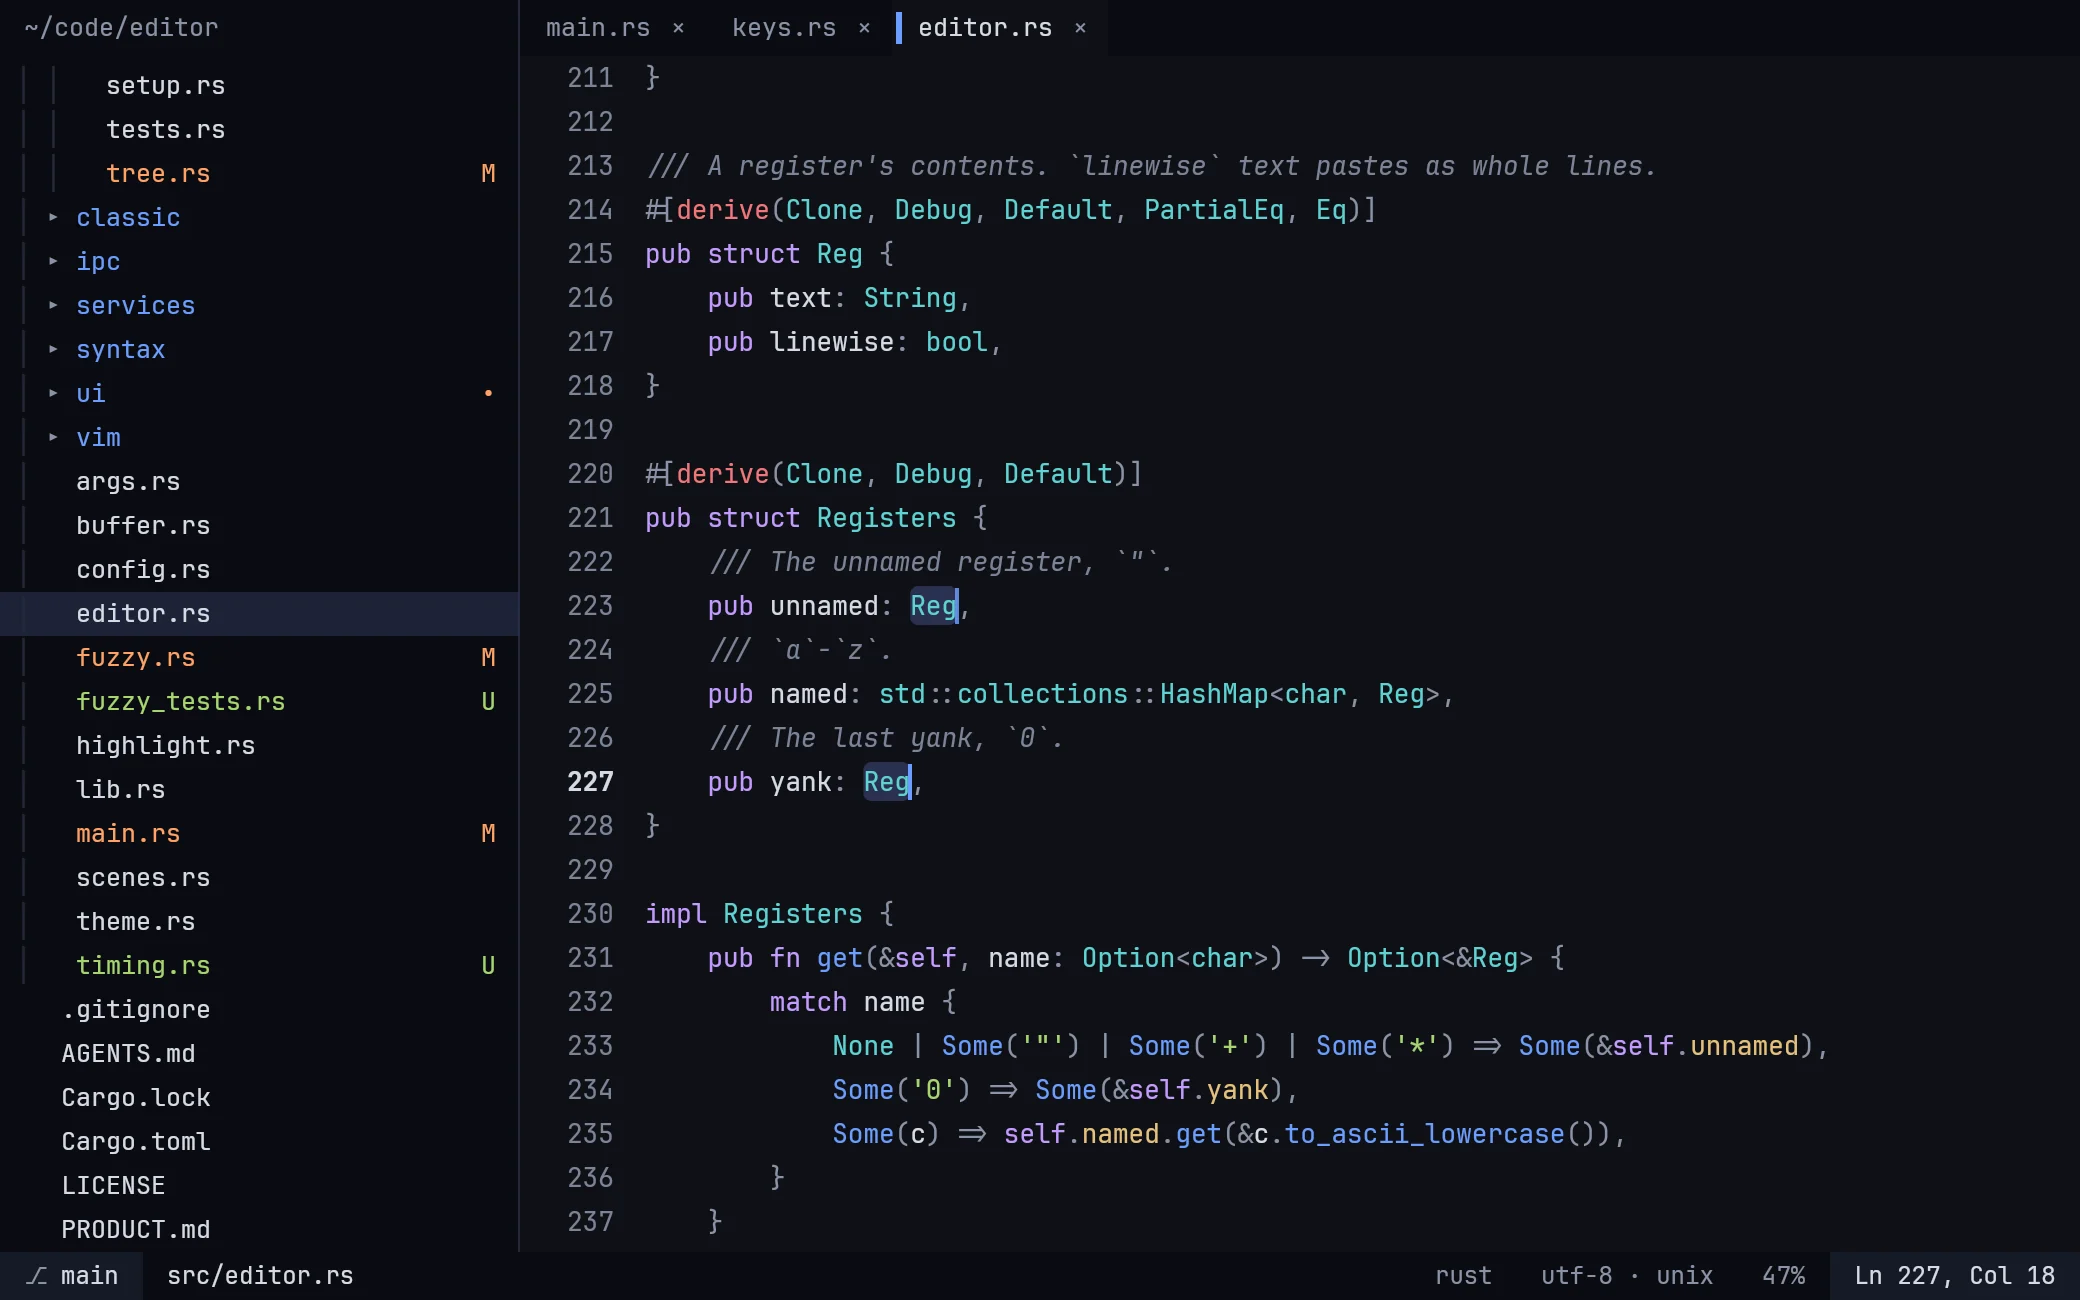 ~/code/editor
setup.rs
tests.rs
tree.rs M
▸ classic
▸ ipc
▸ services
▸ syntax
▸ ui •
▸ vim
args.rs
buffer.rs
config.rs
editor.rs
fuzzy.rs M
fuzzy_tests.rs U
highlight.rs
lib.rs
main.rs M
scenes.rs
theme.rs
timing.rs U
.gitignore
AGENTS.md
Cargo.lock
Cargo.toml
LICENSE
PRODUCT.md
main.rs × keys.rs × editor.rs ×
211 }
212
213 /// A register's contents. `linewise` text pastes as whole lines.
214 #[derive(Clone, Debug, Default, PartialEq, Eq)]
215 pub struct Reg {
216     pub text: String,
217     pub linewise: bool,
218 }
219
220 #[derive(Clone, Debug, Default)]
221 pub struct Registers {
222     /// The unnamed register, `"`.
223     pub unnamed: Reg,
224     /// `a`-`z`.
225     pub named: std::collections::HashMap<char, Reg>,
226     /// The last yank, `0`.
227     pub yank: Reg,
228 }
229
230 impl Registers {
231     pub fn get(&self, name: Option<char>) -> Option<&Reg> {
232         match name {
233             None | Some('"') | Some('+') | Some('*') => Some(&self.unnamed),
234             Some('0') => Some(&self.yank),
235             Some(c) => self.named.get(&c.to_ascii_lowercase()),
236         }
237     }
⎇ main src/editor.rs rust utf-8 · unix 47% Ln 227, Col 18